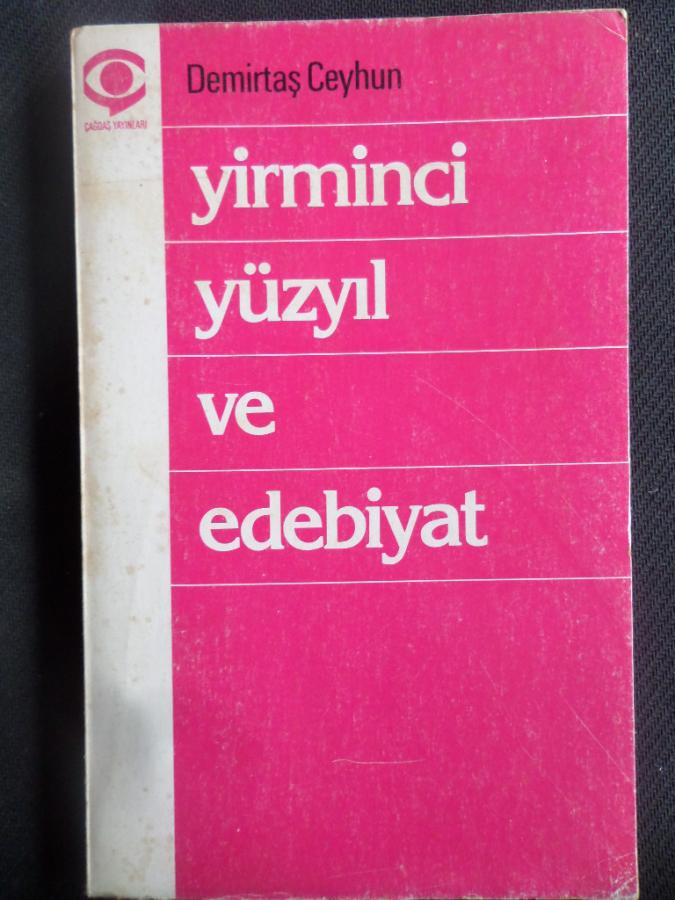 ÇAĞDAŞ YAYINLARI
Demirtaş Ceyhun
yirminci
yüzyıl
ve
edebiyat